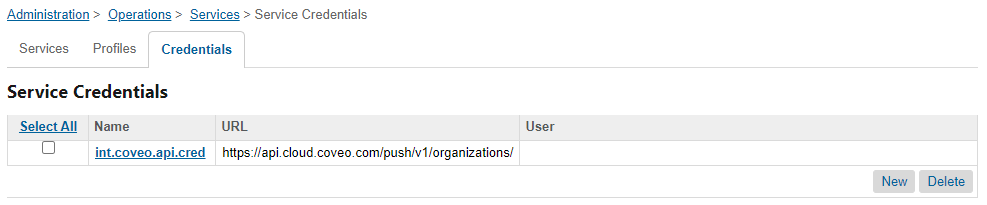 Administration > Operations > Services > Service Credentials
Services Profiles Credentials
Service Credentials
Select All Name URL User
int.coveo.api.cred https://api.cloud.coveo.com/push/v1/organizations/
New Delete